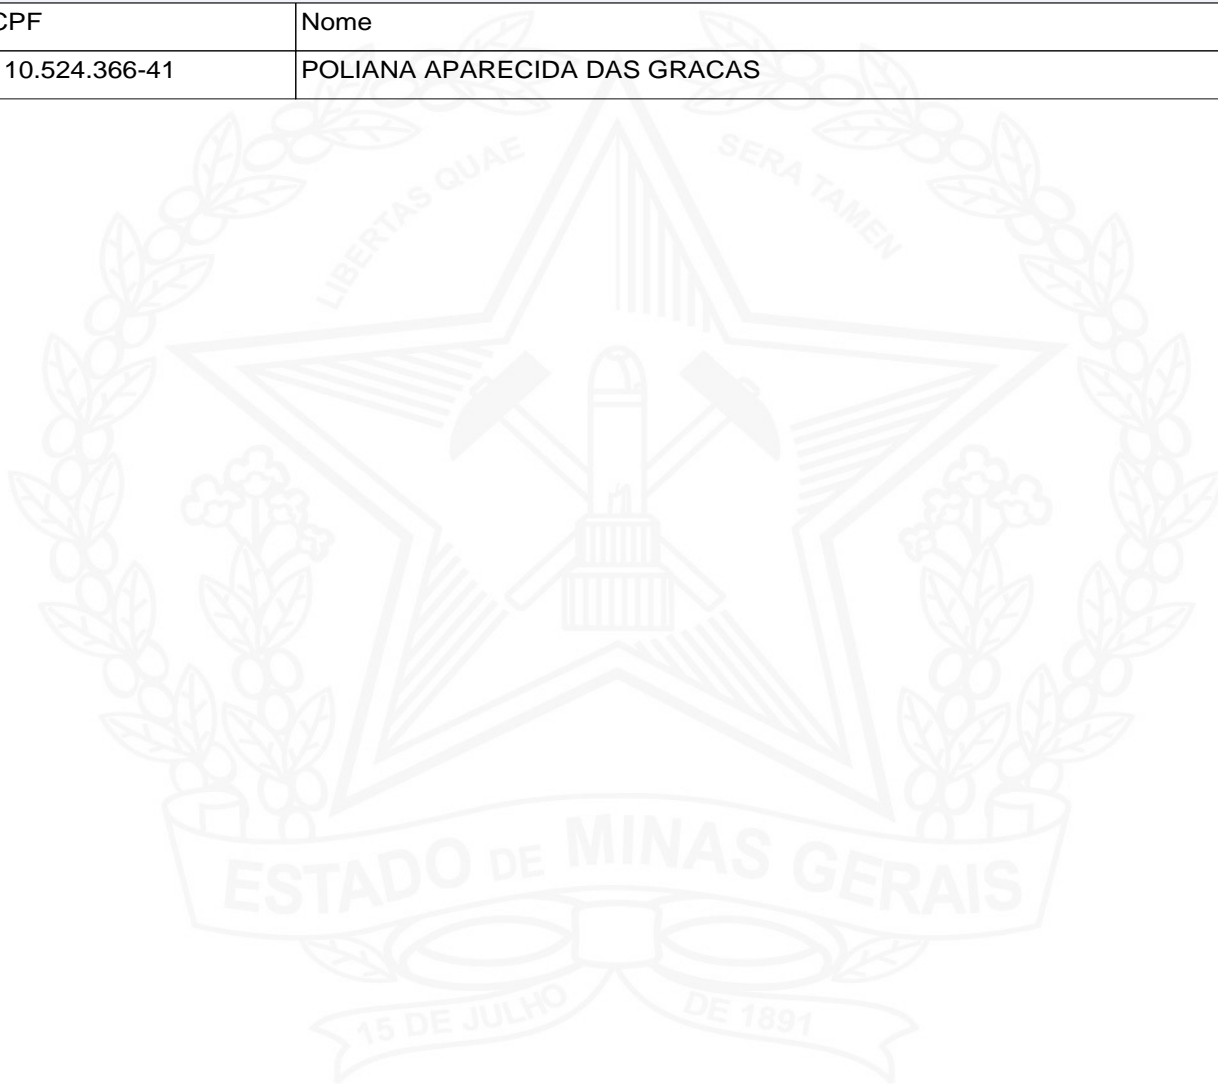 CPF Nome
10.524.366-41 POLIANA APARECIDA DAS GRACAS
LIBERTAS QUAE SERA TAMEN
ESTADO DE MINAS GERAIS
15 DE JULHO DE 1891